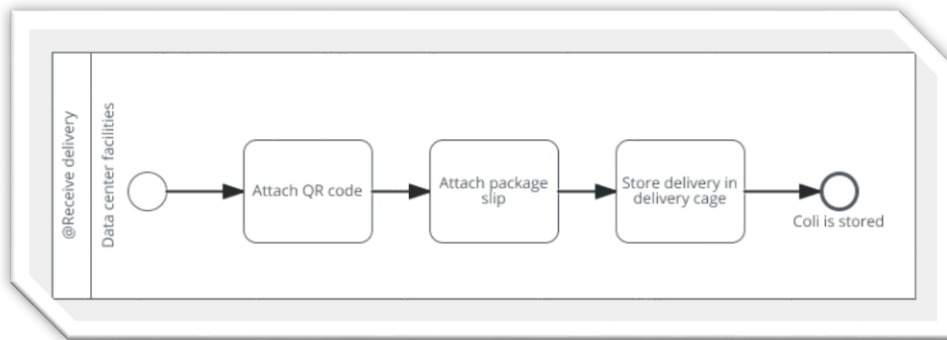 @Receive delivery
Data center facilities
Attach QR code
Attach package
slip
Store delivery in
delivery cage
Coli is stored